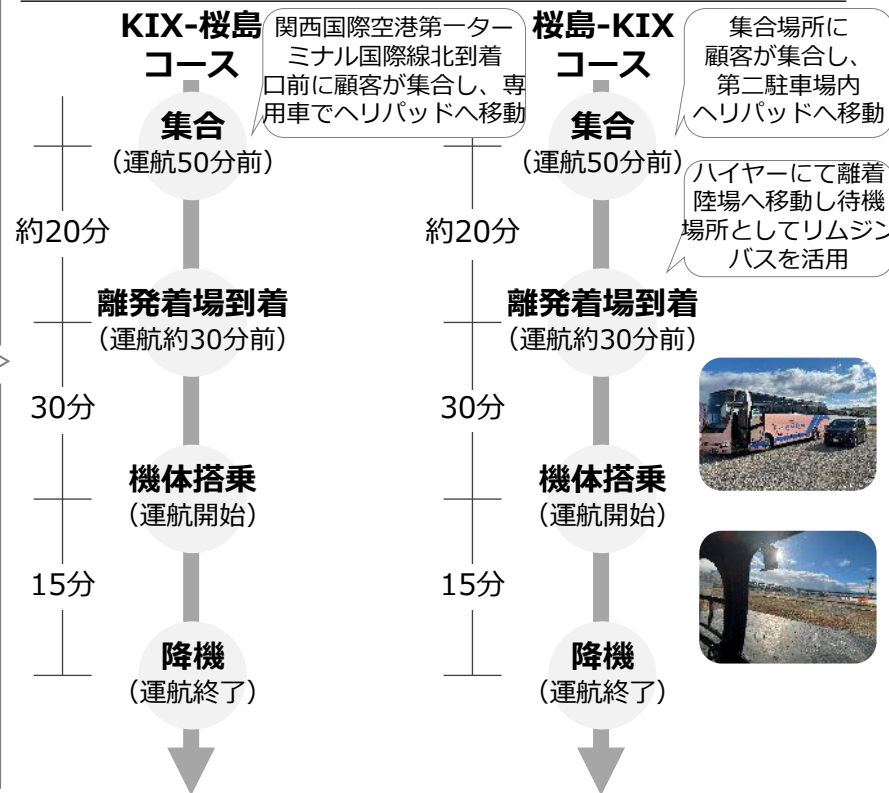 KIX-桜島
コース
関西国際空港第一ター
ミナル国際線北到着
口前に顧客が集合し、専
用車でヘリパッドへ移動
集合
（運航50分前）
約20分
離発着場到着
（運航約30分前）
30分
機体搭乗
（運航開始）
15分
降機
（運航終了）
桜島-KIX
コース
集合場所に
顧客が集合し、
第二駐車場内
ヘリパッドへ移動
集合
（運航50分前）
ハイヤーにて離着
陸場へ移動し待機
場所としてリムジン
バスを活用
約20分
離発着場到着
（運航約30分前）
30分
機体搭乗
（運航開始）
15分
降機
（運航終了）